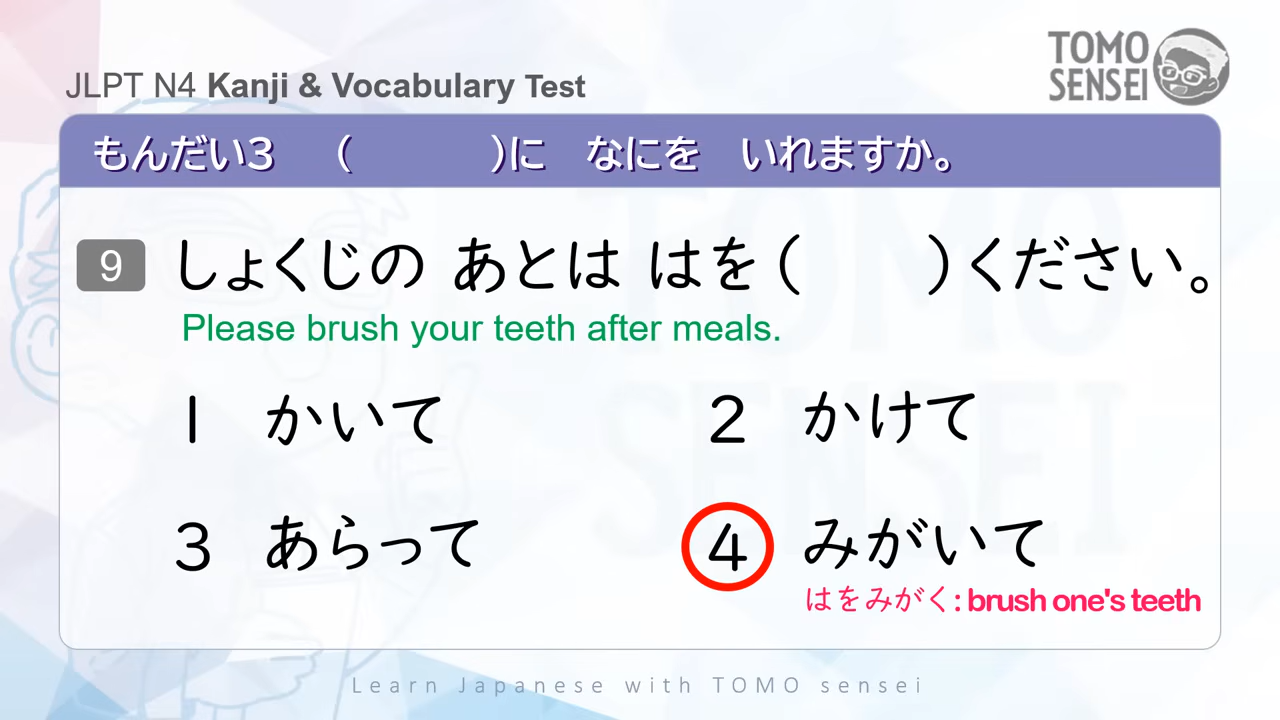 JLPT N4 Kanji & Vocabulary Test
TOMO
SENSEI
もんだい3 ( )に なにを いれますか。
9 しょくじの あとは はを ( ) ください。
Please brush your teeth after meals.
1 かいて 2 かけて
3 あらって 4 みがいて
はをみがく: brush one's teeth
Learn Japanese with TOMO sensei